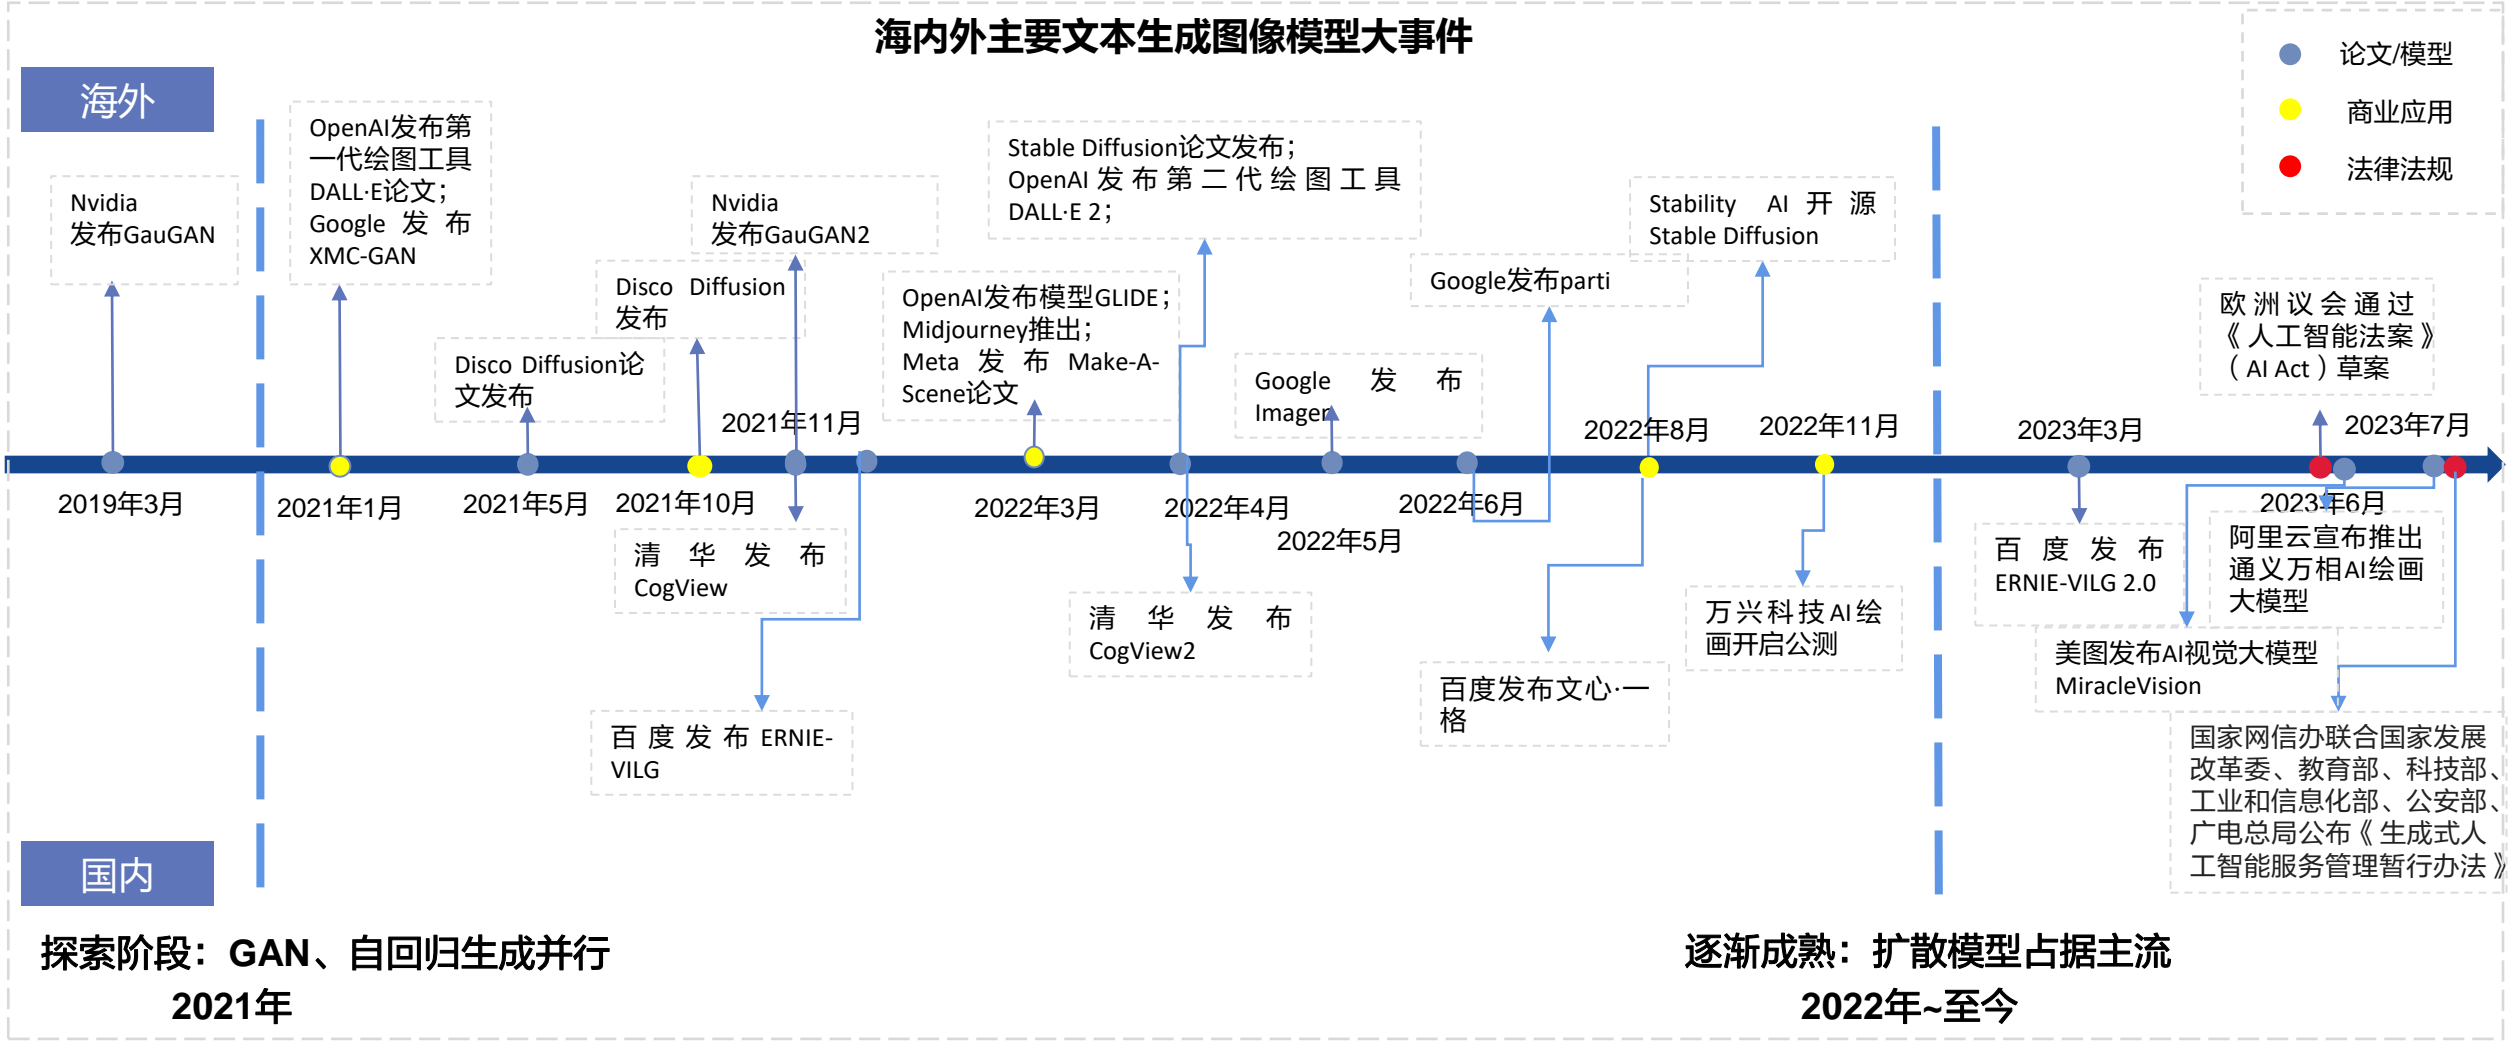 海内外主要文本生成图像模型大事件
论文/模型
商业应用
法律法规
海外
Nvidia
发布GauGAN
OpenAI发布第
一代绘图工具
DALL·E论文；
Google 发 布
XMC-GAN
Disco Diffusion论
文发布
Disco Diffusion
发布
Nvidia
发布GauGAN2
OpenAI发布模型GLIDE；
Midjourney推出；
Meta 发 布 Make-A-
Scene论文
Stable Diffusion论文发布；
OpenAI 发 布 第 二 代 绘 图 工 具
DALL·E 2；
Google 发 布
Imager
Google发布parti
Stability AI 开 源
Stable Diffusion
欧 洲 议 会 通 过
《 人工智能法案 》
（ AI Act ）草案
2019年3月
2021年1月
2021年5月
2021年10月
2021年11月
2022年3月
2022年4月
2022年5月
2022年6月
2022年8月
2022年11月
2023年3月
2023年6月
2023年7月
清 华 发 布
CogView
百 度 发 布 ERNIE-
VILG
清 华 发 布
CogView2
百度发布文心·一
格
万兴科技AI绘
画开启公测
百 度 发 布
ERNIE-VILG 2.0
阿里云宣布推出
通义万相AI绘画
大模型
美图发布AI视觉大模型
MiracleVision
国家网信办联合国家发展
改革委、教育部、科技部、
工业和信息化部、公安部、
广电总局公布《 生成式人
工智能服务管理暂行办法 》
国内
探索阶段：GAN、自回归生成并行
2021年
逐渐成熟：扩散模型占据主流
2022年~至今